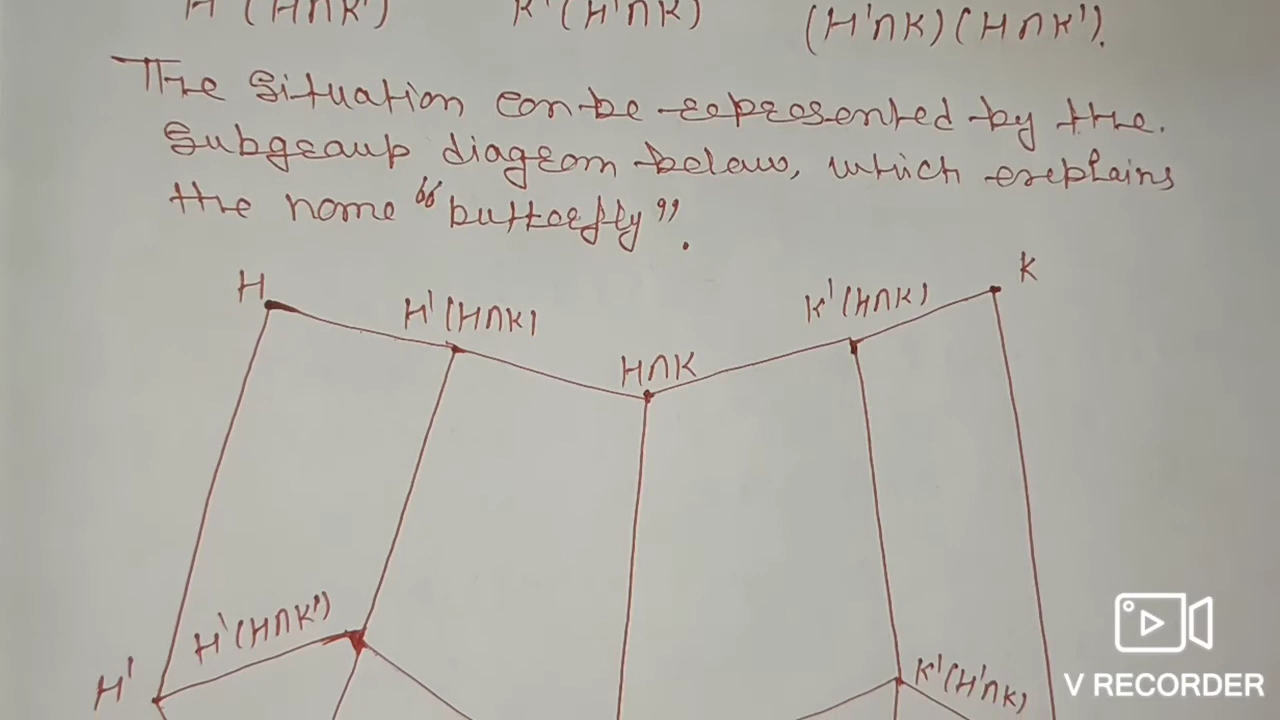 H'(H∩K') K'(H'∩K) (H'∩K)(H∩K').
The situation can be represented by the
subgroup diagram below, which explains
the name "butterfly".
H
K
H'(H∩K)
K'(H∩K)
H∩K
H'(H∩K')
H'
K'(H'∩K)
V RECORDER